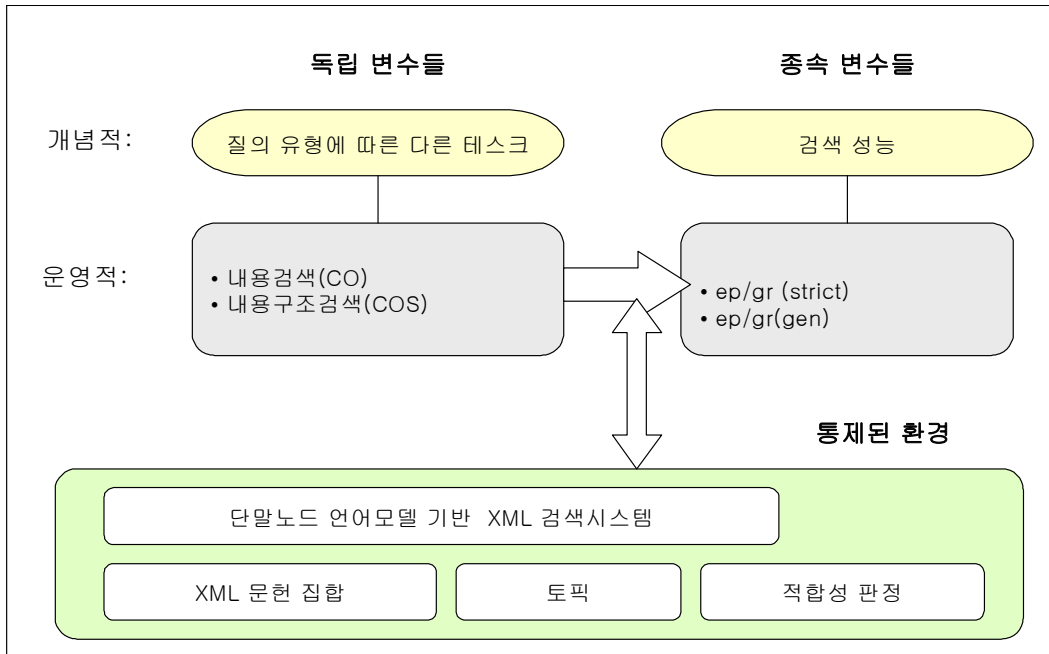 독립 변수들
종속 변수들
개념적:
질의 유형에 따른 다른 테스크
검색 성능
운영적:
• 내용검색(CO)
• 내용구조검색(COS)
• ep/gr (strict)
• ep/gr(gen)
통제된 환경
단말노드 언어모델 기반 XML 검색시스템
XML 문헌 집합
토픽
적합성 판정